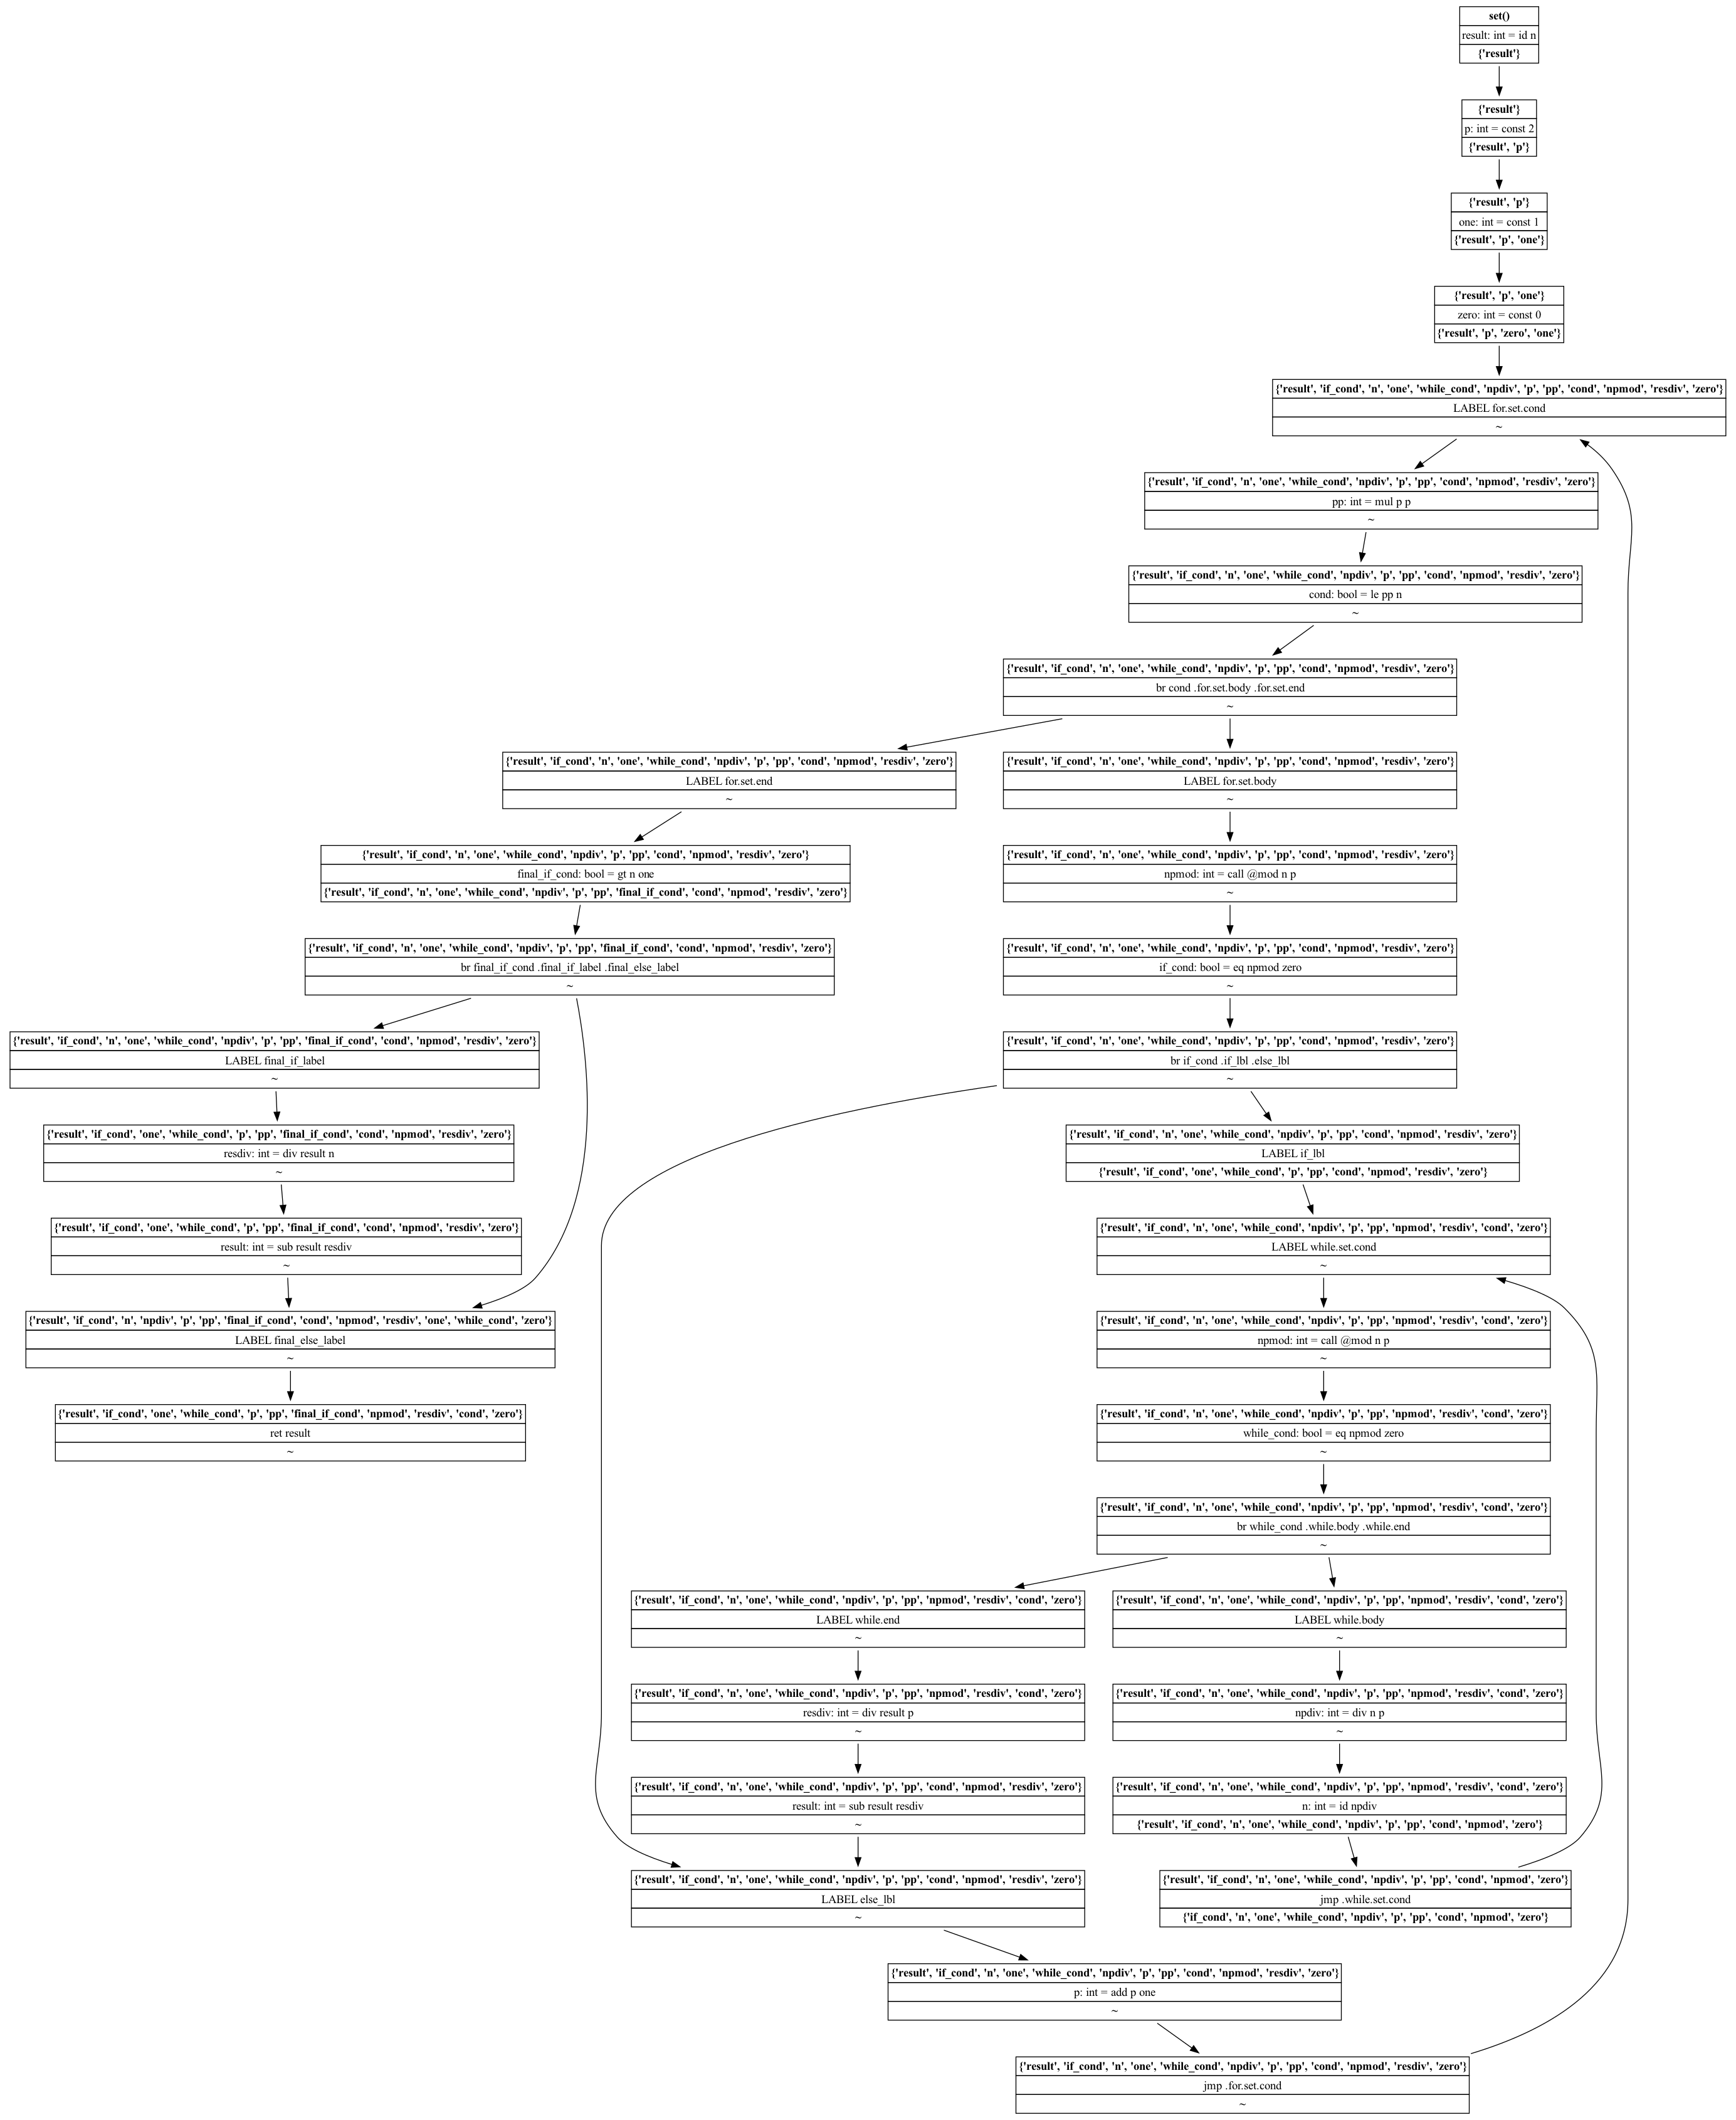 set()
result: int = id n
{'result'}
{'result'}
p: int = const 2
{'result', 'p'}
{'result', 'p'}
one: int = const 1
{'result', 'p', 'one'}
{'result', 'p', 'one'}
zero: int = const 0
{'result', 'p', 'zero', 'one'}
{'result', 'if_cond', 'n', 'one', 'while_cond', 'npdiv', 'p', 'pp', 'cond', 'npmod', 'resdiv', 'zero'}
LABEL for.set.cond
~
{'result', 'if_cond', 'n', 'one', 'while_cond', 'npdiv', 'p', 'pp', 'cond', 'npmod', 'resdiv', 'zero'}
pp: int = mul p p
~
{'result', 'if_cond', 'n', 'one', 'while_cond', 'npdiv', 'p', 'pp', 'cond', 'npmod', 'resdiv', 'zero'}
cond: bool = le pp n
~
{'result', 'if_cond', 'n', 'one', 'while_cond', 'npdiv', 'p', 'pp', 'cond', 'npmod', 'resdiv', 'zero'}
br cond .for.set.body .for.set.end
~
{'result', 'if_cond', 'n', 'one', 'while_cond', 'npdiv', 'p', 'pp', 'cond', 'npmod', 'resdiv', 'zero'}
LABEL for.set.end
~
{'result', 'if_cond', 'n', 'one', 'while_cond', 'npdiv', 'p', 'pp', 'cond', 'npmod', 'resdiv', 'zero'}
LABEL for.set.body
~
{'result', 'if_cond', 'n', 'one', 'while_cond', 'npdiv', 'p', 'pp', 'cond', 'npmod', 'resdiv', 'zero'}
final_if_cond: bool = gt n one
{'result', 'if_cond', 'n', 'one', 'while_cond', 'npdiv', 'p', 'pp', 'final_if_cond', 'cond', 'npmod', 'resdiv', 'zero'}
{'result', 'if_cond', 'n', 'one', 'while_cond', 'npdiv', 'p', 'pp', 'cond', 'npmod', 'resdiv', 'zero'}
npmod: int = call @mod n p
~
{'result', 'if_cond', 'n', 'one', 'while_cond', 'npdiv', 'p', 'pp', 'final_if_cond', 'cond', 'npmod', 'resdiv', 'zero'}
br final_if_cond .final_if_label .final_else_label
~
{'result', 'if_cond', 'n', 'one', 'while_cond', 'npdiv', 'p', 'pp', 'cond', 'npmod', 'resdiv', 'zero'}
if_cond: bool = eq npmod zero
~
{'result', 'if_cond', 'n', 'one', 'while_cond', 'npdiv', 'p', 'pp', 'final_if_cond', 'cond', 'npmod', 'resdiv', 'zero'}
LABEL final_if_label
~
{'result', 'if_cond', 'n', 'one', 'while_cond', 'npdiv', 'p', 'pp', 'cond', 'npmod', 'resdiv', 'zero'}
br if_cond .if_lbl .else_lbl
~
{'result', 'if_cond', 'one', 'while_cond', 'p', 'pp', 'final_if_cond', 'cond', 'npmod', 'resdiv', 'zero'}
resdiv: int = div result n
~
{'result', 'if_cond', 'n', 'one', 'while_cond', 'npdiv', 'p', 'pp', 'cond', 'npmod', 'resdiv', 'zero'}
LABEL if_lbl
{'result', 'if_cond', 'one', 'while_cond', 'p', 'pp', 'cond', 'npmod', 'resdiv', 'zero'}
{'result', 'if_cond', 'one', 'while_cond', 'p', 'pp', 'final_if_cond', 'cond', 'npmod', 'resdiv', 'zero'}
result: int = sub result resdiv
~
{'result', 'if_cond', 'n', 'one', 'while_cond', 'npdiv', 'p', 'pp', 'npmod', 'resdiv', 'cond', 'zero'}
LABEL while.set.cond
~
{'result', 'if_cond', 'n', 'npdiv', 'p', 'pp', 'final_if_cond', 'cond', 'npmod', 'resdiv', 'one', 'while_cond', 'zero'}
LABEL final_else_label
~
{'result', 'if_cond', 'n', 'one', 'while_cond', 'npdiv', 'p', 'pp', 'npmod', 'resdiv', 'cond', 'zero'}
npmod: int = call @mod n p
~
{'result', 'if_cond', 'one', 'while_cond', 'p', 'pp', 'final_if_cond', 'npmod', 'resdiv', 'cond', 'zero'}
ret result
~
{'result', 'if_cond', 'n', 'one', 'while_cond', 'npdiv', 'p', 'pp', 'npmod', 'resdiv', 'cond', 'zero'}
while_cond: bool = eq npmod zero
~
{'result', 'if_cond', 'n', 'one', 'while_cond', 'npdiv', 'p', 'pp', 'npmod', 'resdiv', 'cond', 'zero'}
br while_cond .while.body .while.end
~
{'result', 'if_cond', 'n', 'one', 'while_cond', 'npdiv', 'p', 'pp', 'npmod', 'resdiv', 'cond', 'zero'}
LABEL while.end
~
{'result', 'if_cond', 'n', 'one', 'while_cond', 'npdiv', 'p', 'pp', 'npmod', 'resdiv', 'cond', 'zero'}
LABEL while.body
~
{'result', 'if_cond', 'n', 'one', 'while_cond', 'npdiv', 'p', 'pp', 'npmod', 'resdiv', 'cond', 'zero'}
resdiv: int = div result p
~
{'result', 'if_cond', 'n', 'one', 'while_cond', 'npdiv', 'p', 'pp', 'npmod', 'resdiv', 'cond', 'zero'}
npdiv: int = div n p
~
{'result', 'if_cond', 'n', 'one', 'while_cond', 'npdiv', 'p', 'pp', 'cond', 'npmod', 'resdiv', 'zero'}
result: int = sub result resdiv
~
{'result', 'if_cond', 'n', 'one', 'while_cond', 'npdiv', 'p', 'pp', 'npmod', 'resdiv', 'cond', 'zero'}
n: int = id npdiv
{'result', 'if_cond', 'n', 'one', 'while_cond', 'npdiv', 'p', 'pp', 'cond', 'npmod', 'zero'}
{'result', 'if_cond', 'n', 'one', 'while_cond', 'npdiv', 'p', 'pp', 'cond', 'npmod', 'resdiv', 'zero'}
LABEL else_lbl
~
{'result', 'if_cond', 'n', 'one', 'while_cond', 'npdiv', 'p', 'pp', 'cond', 'npmod', 'zero'}
jmp .while.set.cond
{'if_cond', 'n', 'one', 'while_cond', 'npdiv', 'p', 'pp', 'cond', 'npmod', 'zero'}
{'result', 'if_cond', 'n', 'one', 'while_cond', 'npdiv', 'p', 'pp', 'cond', 'npmod', 'resdiv', 'zero'}
p: int = add p one
~
{'result', 'if_cond', 'n', 'one', 'while_cond', 'npdiv', 'p', 'pp', 'cond', 'npmod', 'resdiv', 'zero'}
jmp .for.set.cond
~